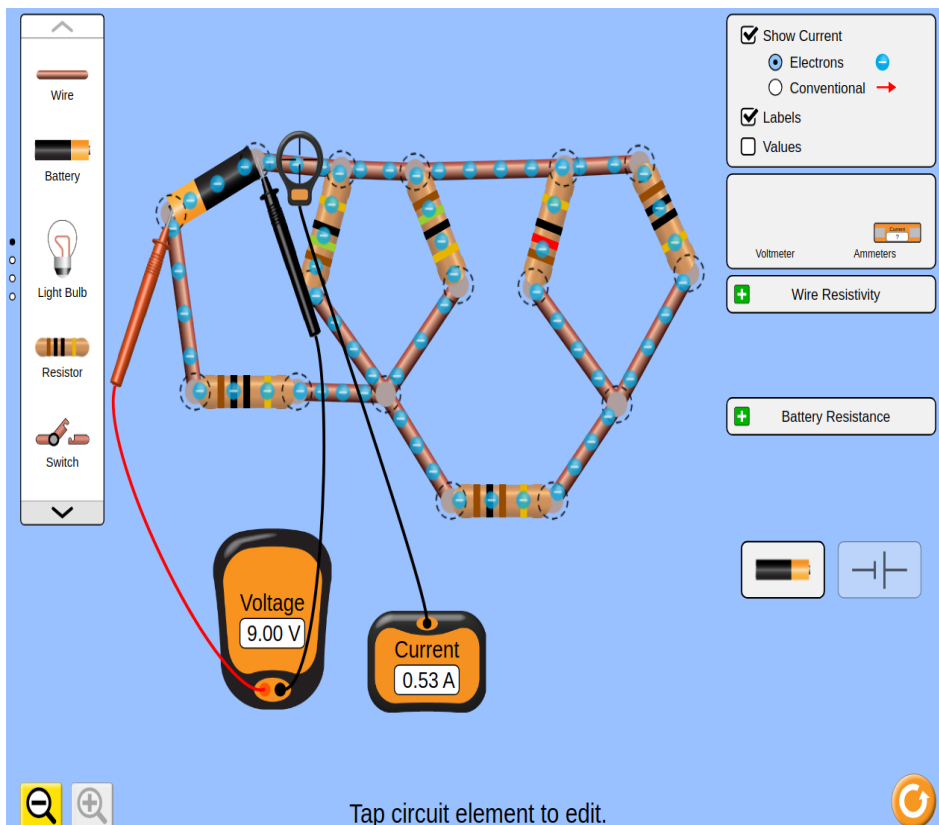 Wire
Battery
Light Bulb
Resistor
Switch
Show Current
Electrons
Conventional
Labels
Values
Current
?
Voltmeter
Ammeters
Wire Resistivity
Battery Resistance
Voltage
9.00 V
Current
0.53 A
Tap circuit element to edit.